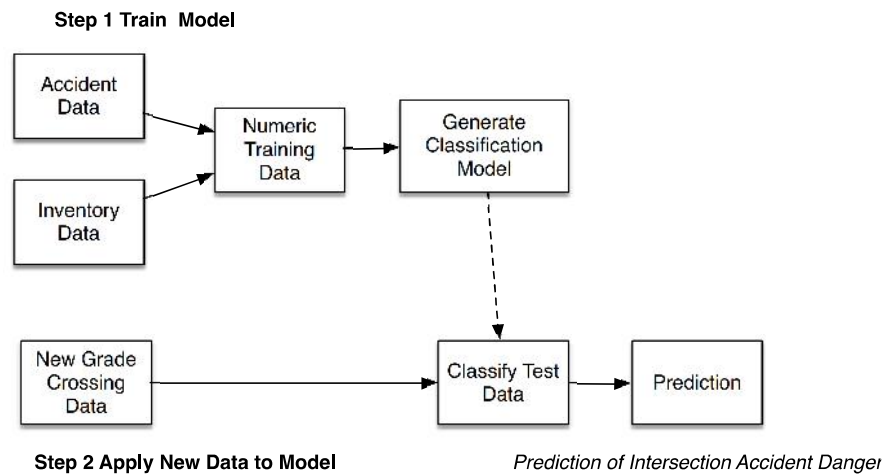 Step 1 Train Model
Accident
Data
Numeric
Training
Data
Generate
Classification
Model
Inventory
Data
New Grade
Crossing
Data
Classify Test
Data
Prediction
Step 2 Apply New Data to Model
Prediction of Intersection Accident Danger